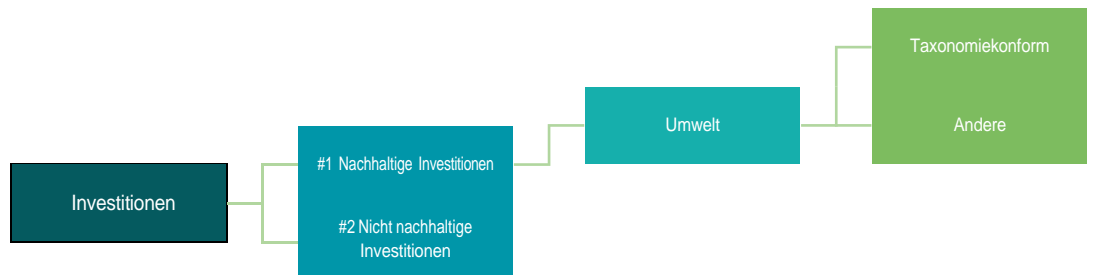 Investitionen
#1 Nachhaltige Investitionen
#2 Nicht nachhaltige
Investitionen
Umwelt
Taxonomiekonform
Andere